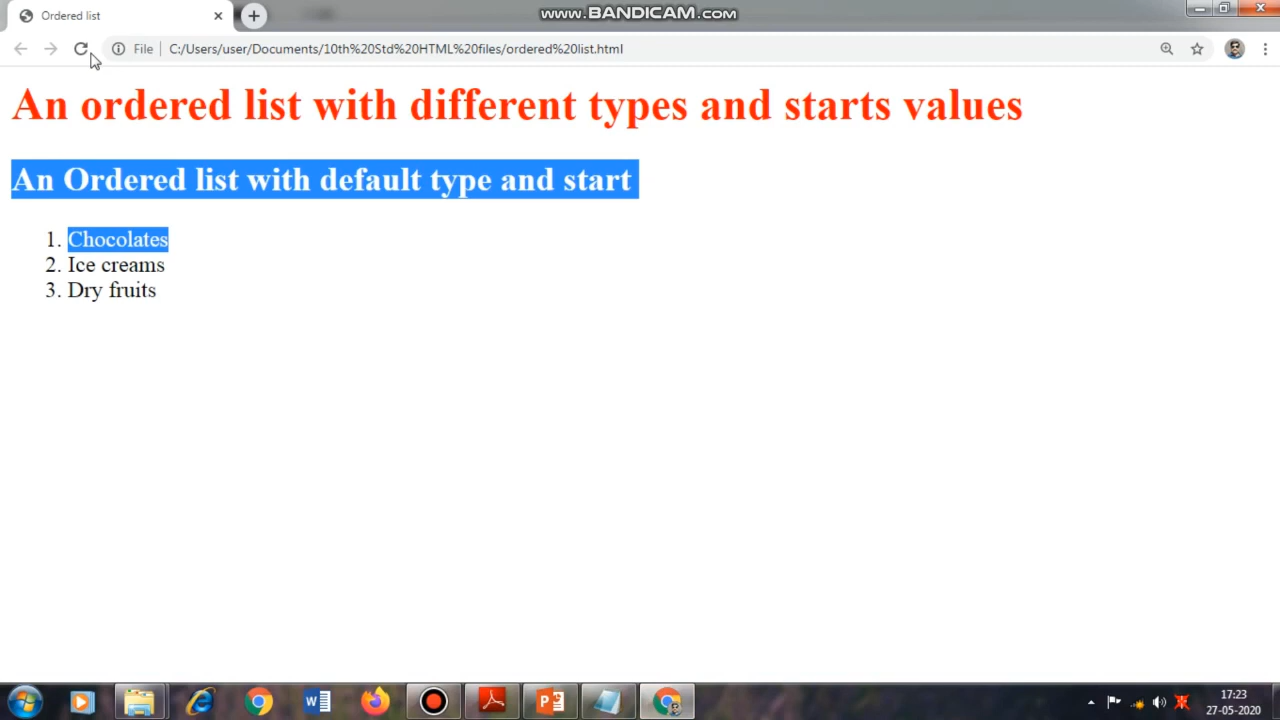 Ordered list
www.BANDICAM.com
File
C:/Users/user/Documents/10th%20Std%20HTML%20files/ordered%20list.html
An ordered list with different types and starts values
An Ordered list with default type and start
1. Chocolates
2. Ice creams
3. Dry fruits
17:23
27-05-2020